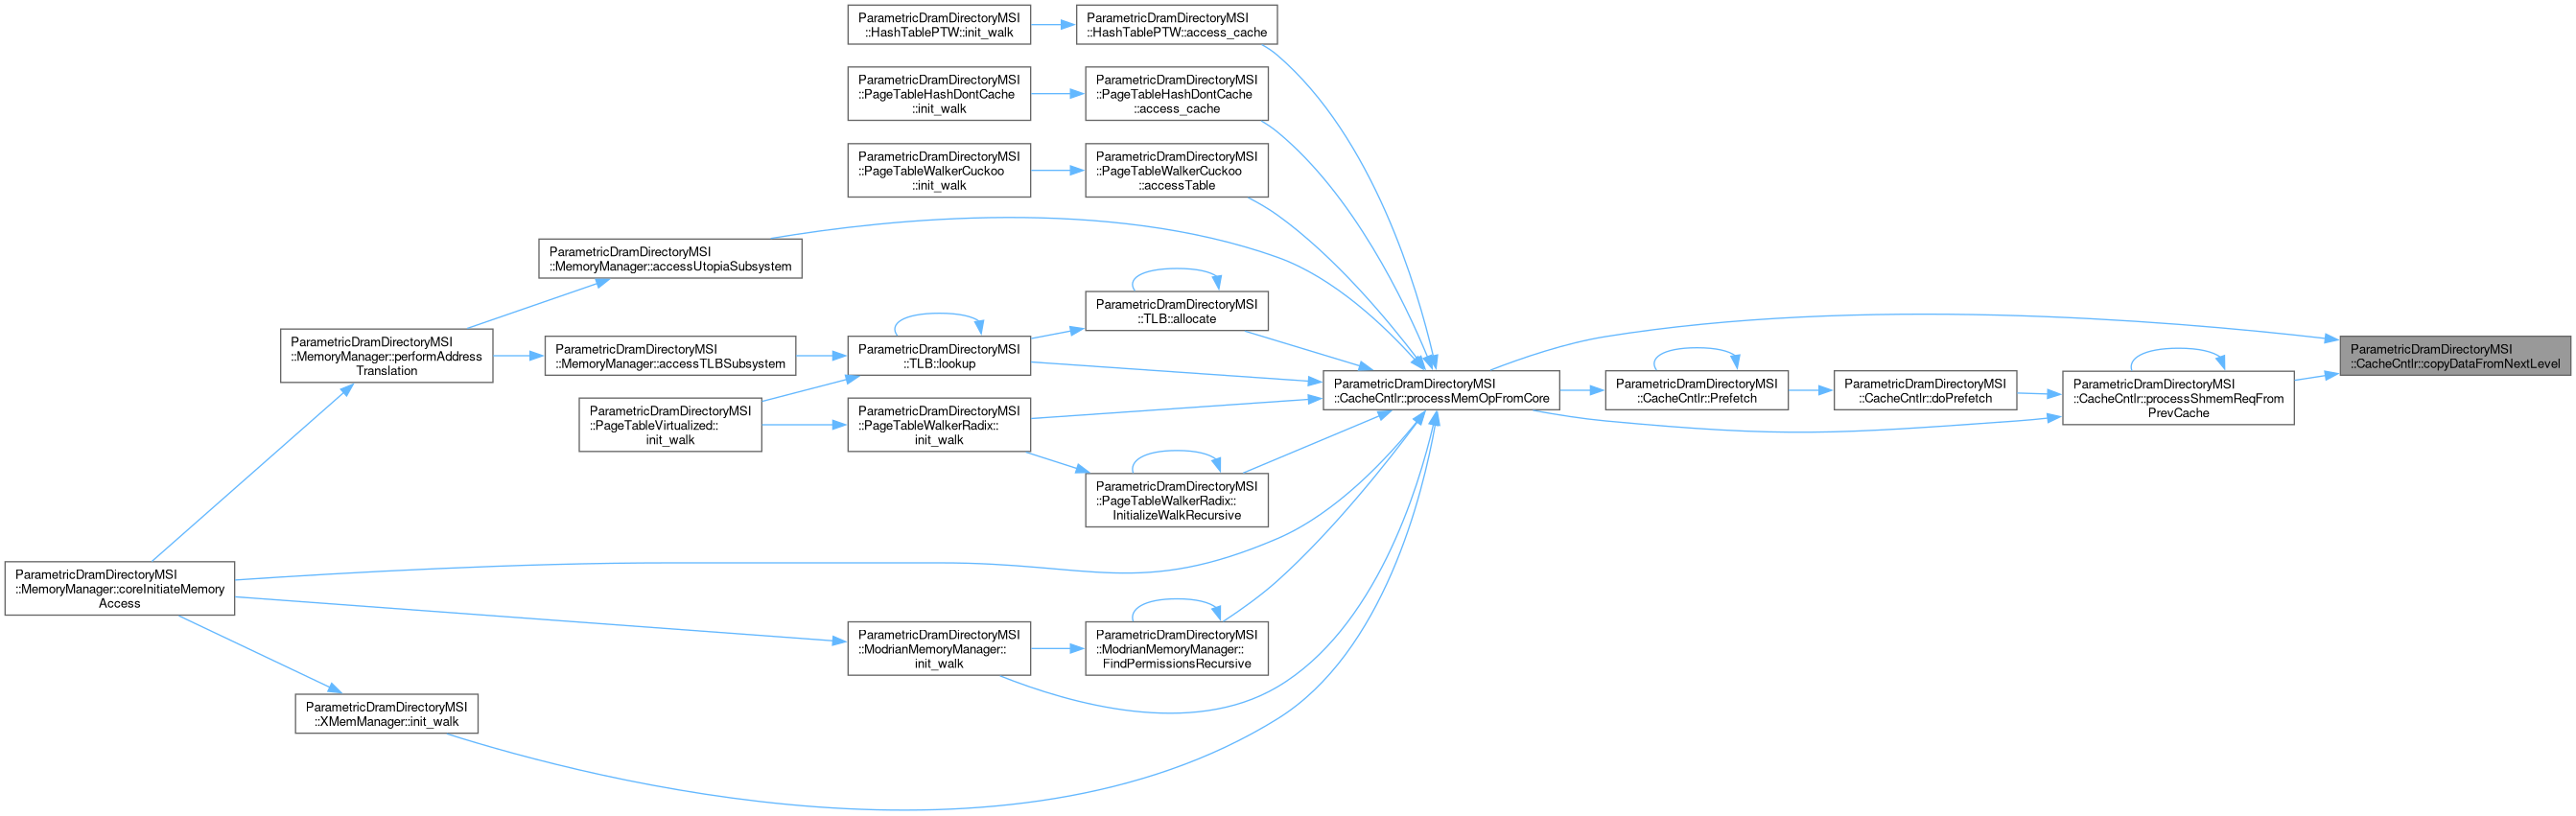 ParametricDramDirectoryMSI
::HashTablePTW::init_walk
ParametricDramDirectoryMSI
::HashTablePTW::access_cache
ParametricDramDirectoryMSI
::PageTableHashDontCache
::init_walk
ParametricDramDirectoryMSI
::PageTableHashDontCache
::access_cache
ParametricDramDirectoryMSI
::PageTableWalkerCuckoo
::init_walk
ParametricDramDirectoryMSI
::PageTableWalkerCuckoo
::accessTable
ParametricDramDirectoryMSI
::MemoryManager::accessUtopiaSubsystem
ParametricDramDirectoryMSI
::TLB::allocate
ParametricDramDirectoryMSI
::MemoryManager::performAddress
Translation
ParametricDramDirectoryMSI
::MemoryManager::accessTLBSubsystem
ParametricDramDirectoryMSI
::TLB::lookup
ParametricDramDirectoryMSI
::CacheCntlr::copyDataFromNextLevel
ParametricDramDirectoryMSI
::CacheCntlr::processMemOpFromCore
ParametricDramDirectoryMSI
::CacheCntlr::Prefetch
ParametricDramDirectoryMSI
::CacheCntlr::doPrefetch
ParametricDramDirectoryMSI
::CacheCntlr::processShmemReqFrom
PrevCache
ParametricDramDirectoryMSI
::PageTableVirtualized::
init_walk
ParametricDramDirectoryMSI
::PageTableWalkerRadix::
init_walk
ParametricDramDirectoryMSI
::PageTableWalkerRadix::
InitializeWalkRecursive
ParametricDramDirectoryMSI
::MemoryManager::coreInitiateMemory
Access
ParametricDramDirectoryMSI
::ModrianMemoryManager::
init_walk
ParametricDramDirectoryMSI
::ModrianMemoryManager::
FindPermissionsRecursive
ParametricDramDirectoryMSI
::XMemManager::init_walk